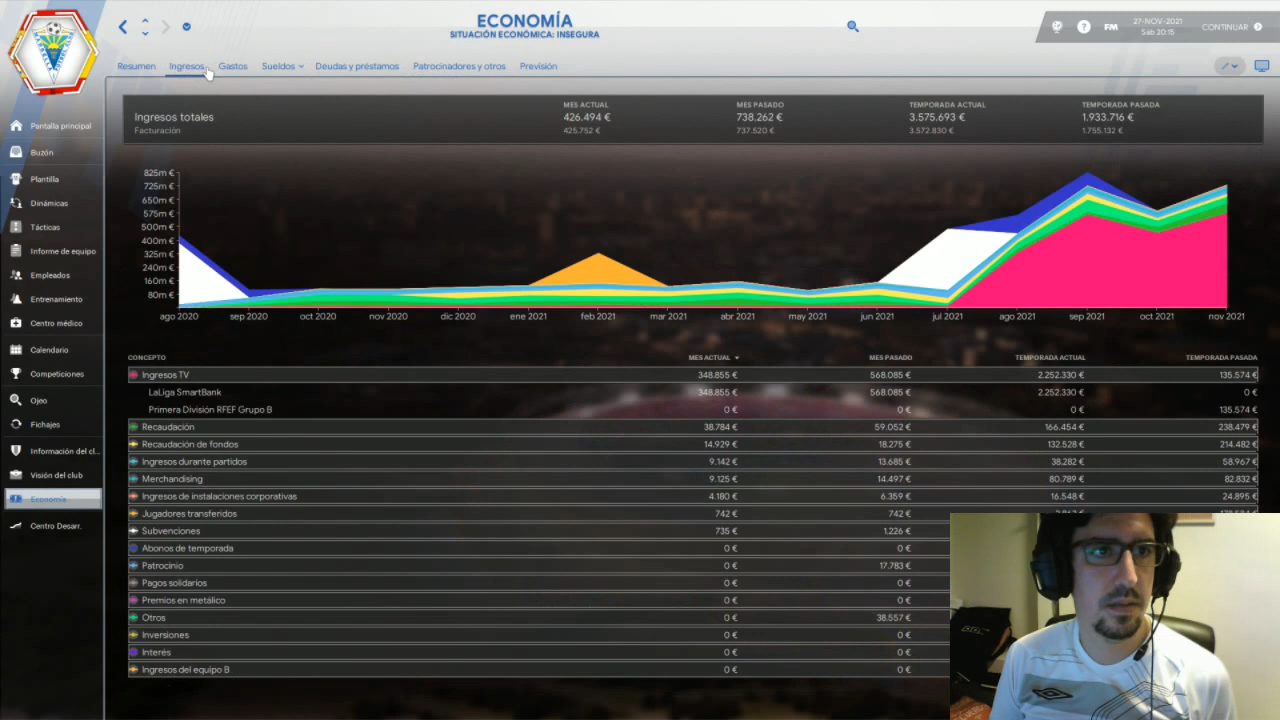 ECONOMÍA
SITUACIÓN ECONÓMICA: INSEGURA
FM
27-NOV-2021
Sáb 20:15
CONTINUAR
Resumen Ingresos Gastos Sueldos Deudas y préstamos Patrocinadores y otros Previsión
Pantalla principal
Buzón
Plantilla
Dinámicas
Tácticas
Informe de equipo
Empleados
Entrenamiento
Centro médico
Calendario
Competiciones
Ojeo
Fichajes
Información del cl...
Visión del club
Economía
Centro Desarr.
MES ACTUAL MES PASADO TEMPORADA ACTUAL TEMPORADA PASADA
Ingresos totales 426.494 € 738.262 € 3.575.693 € 1.933.716 €
Facturación 425.752 € 737.520 € 3.572.830 € 1.755.132 €
825m €
725m €
650m €
575m €
500m €
400m €
325m €
240m €
160m €
80m €
ago 2020 sep 2020 oct 2020 nov 2020 dic 2020 ene 2021 feb 2021 mar 2021 abr 2021 may 2021 jun 2021 jul 2021 ago 2021 sep 2021 oct 2021 nov 2021
CONCEPTO MES ACTUAL MES PASADO TEMPORADA ACTUAL TEMPORADA PASADA
Ingresos TV 348.855 € 568.085 € 2.252.330 € 135.574 €
LaLiga SmartBank 348.855 € 568.085 € 2.252.330 € 0 €
Primera División RFEF Grupo B 0 € 0 € 0 € 135.574 €
Recaudación 38.784 € 59.052 € 166.454 € 238.479 €
Recaudación de fondos 14.929 € 18.275 € 132.528 € 214.482 €
Ingresos durante partidos 9.142 € 13.685 € 38.282 € 58.967 €
Merchandising 9.125 € 14.497 € 80.789 € 82.832 €
Ingresos de instalaciones corporativas 4.180 € 6.359 € 16.548 € 24.895 €
Jugadores transferidos 742 € 742 €
Subvenciones 735 € 1.226 €
Abonos de temporada 0 € 0 €
Patrocinio 0 € 17.783 €
Pagos solidarios 0 € 0 €
Premios en metálico 0 € 0 €
Otros 0 € 38.557 €
Inversiones 0 € 0 €
Interés 0 € 0 €
Ingresos del equipo B 0 € 0 €